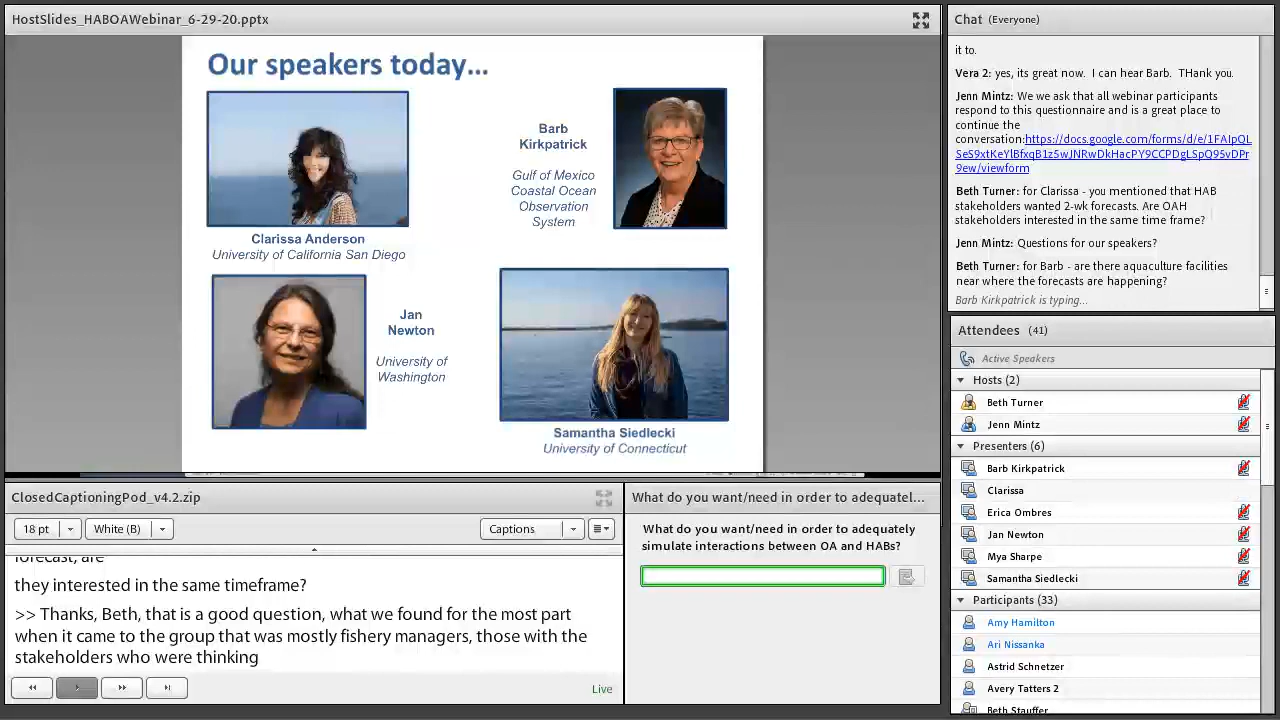 HostSlides_HABOAWebinar_6-29-20.pptx
Our speakers today...
Clarissa Anderson
University of California San Diego
Barb
Kirkpatrick
Gulf of Mexico
Coastal Ocean
Observation
System
Jan
Newton
University of
Washington
Samantha Siedlecki
University of Connecticut
ClosedCaptioningPod_v4.2.zip
18 pt
White (B)
Captions
forecast, are
they interested in the same timeframe?
>> Thanks, Beth, that is a good question, what we found for the most part
when it came to the group that was mostly fishery managers, those with the
stakeholders who were thinking
Live
What do you want/need in order to adequatel...
What do you want/need in order to adequately
simulate interactions between OA and HABs?
Chat (Everyone)
it to.
Vera 2: yes, its great now. I can hear Barb. THank you.
Jenn Mintz: We we ask that all webinar participants
respond to this questionnaire and is a great place to
continue the
conversation:https://docs.google.com/forms/d/e/1FAIpQL
SeS9xtKeYlBfxqB1z5wJNRwDkHacPY9CCPDgLSpQ95vDPr
9ew/viewform
Beth Turner: for Clarissa - you mentioned that HAB
stakeholders wanted 2-wk forecasts. Are OAH
stakeholders interested in the same time frame?
Jenn Mintz: Questions for our speakers?
Beth Turner: for Barb - are there aquaculture facilities
near where the forecasts are happening?
Barb Kirkpatrick is typing...
Attendees (41)
Active Speakers
Hosts (2)
Beth Turner
Jenn Mintz
Presenters (6)
Barb Kirkpatrick
Clarissa
Erica Ombres
Jan Newton
Mya Sharpe
Samantha Siedlecki
Participants (33)
Amy Hamilton
Ari Nissanka
Astrid Schnetzer
Avery Tatters 2
Beth Stauffer